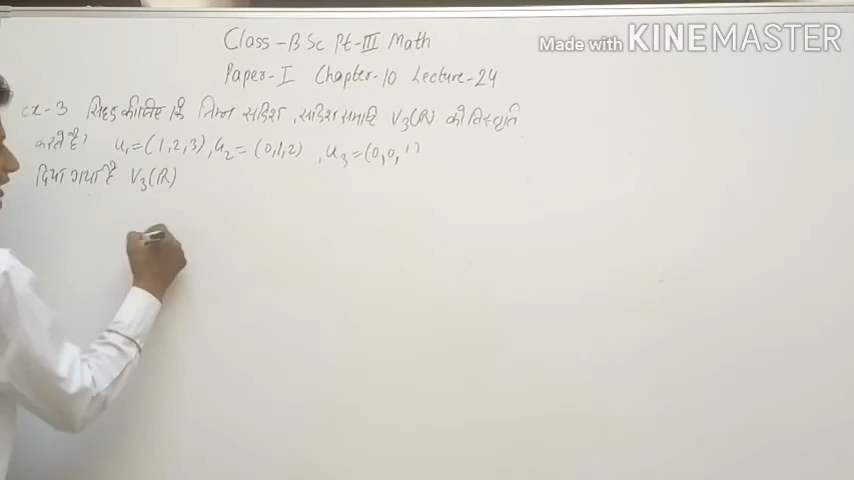 Class - B Sc Pt - III Math
Made with KINEMASTER
Paper - I Chapter - 10 Lecture - 24
Ex - 3 सिद्ध कीजिए कि निम्न सदिश, सदिश समष्टि V₃(R) की विस्तृति
करते है? u₁ = (1, 2, 3), u₂ = (0, 1, 2) , u₃ = (0, 0, 1)
दिया गया है V₃(R)